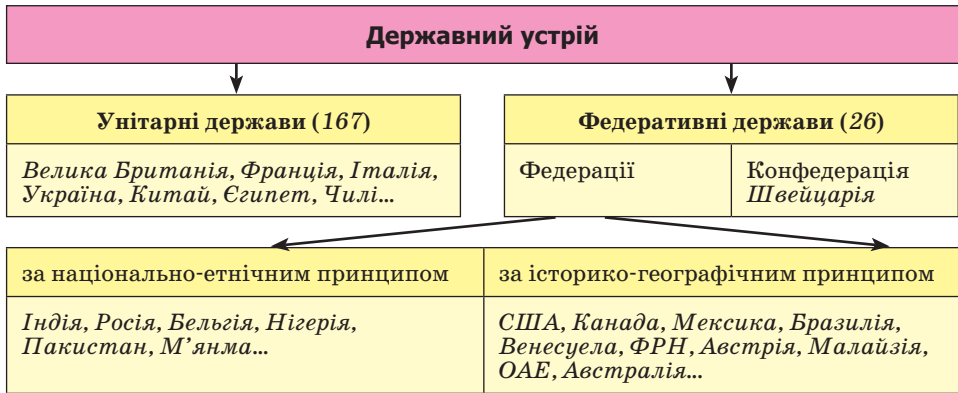 Державний устрій
Унітарні держави (167)
Велика Британія, Франція, Італія,
Україна, Китай, Єгипет, Чилі...
Федеративні держави (26)
Федерації
Конфедерація
Швейцарія
за національно-етнічним принципом
Індія, Росія, Бельгія, Нігерія,
Пакистан, М’янма...
за історико-географічним принципом
США, Канада, Мексика, Бразилія,
Венесуела, ФРН, Австрія, Малайзія,
ОАЕ, Австралія...